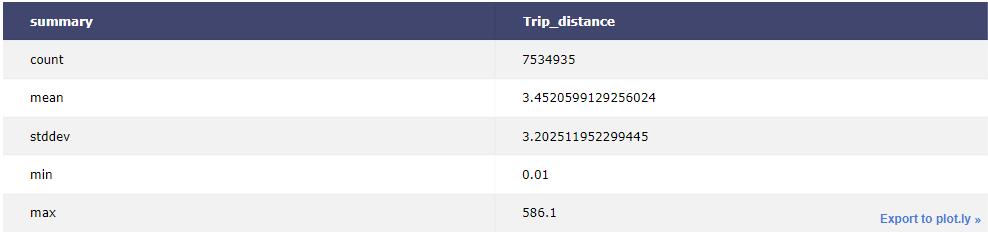 summary Trip_distance
count 7534935
mean 3.4520599129256024
stddev 3.202511952299445
min 0.01
max 586.1
Export to plot.ly »